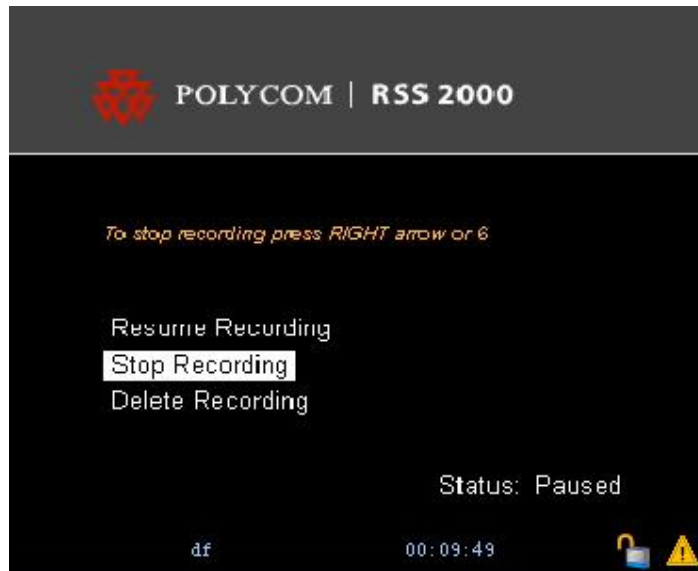 POLYCOM | RSS 2000
To stop recording press RIGHT arrow or 6
Resume Recording
Stop Recording
Delete Recording
Status: Paused
df 00:09:49